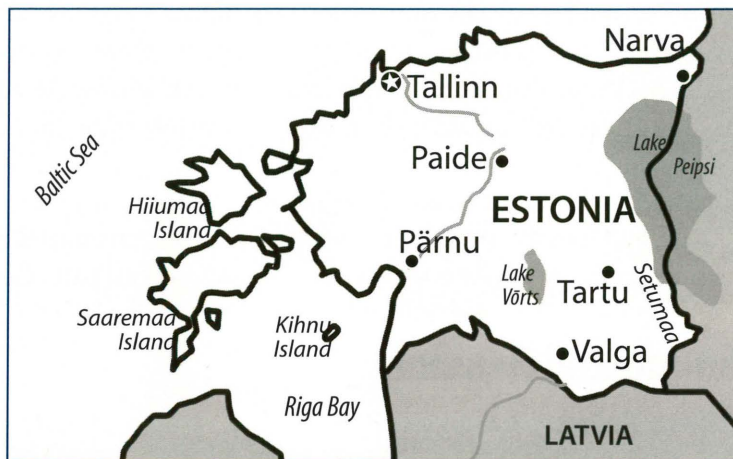 Narva
Tallinn
Baltic Sea
Lake
Peipsi
Paide
Hiiumaa
Island
ESTONIA
Pärnu
Lake
Võrts
Tartu
Setumaa
Saaremaa
Island
Kihnu
Island
Valga
Riga Bay
LATVIA